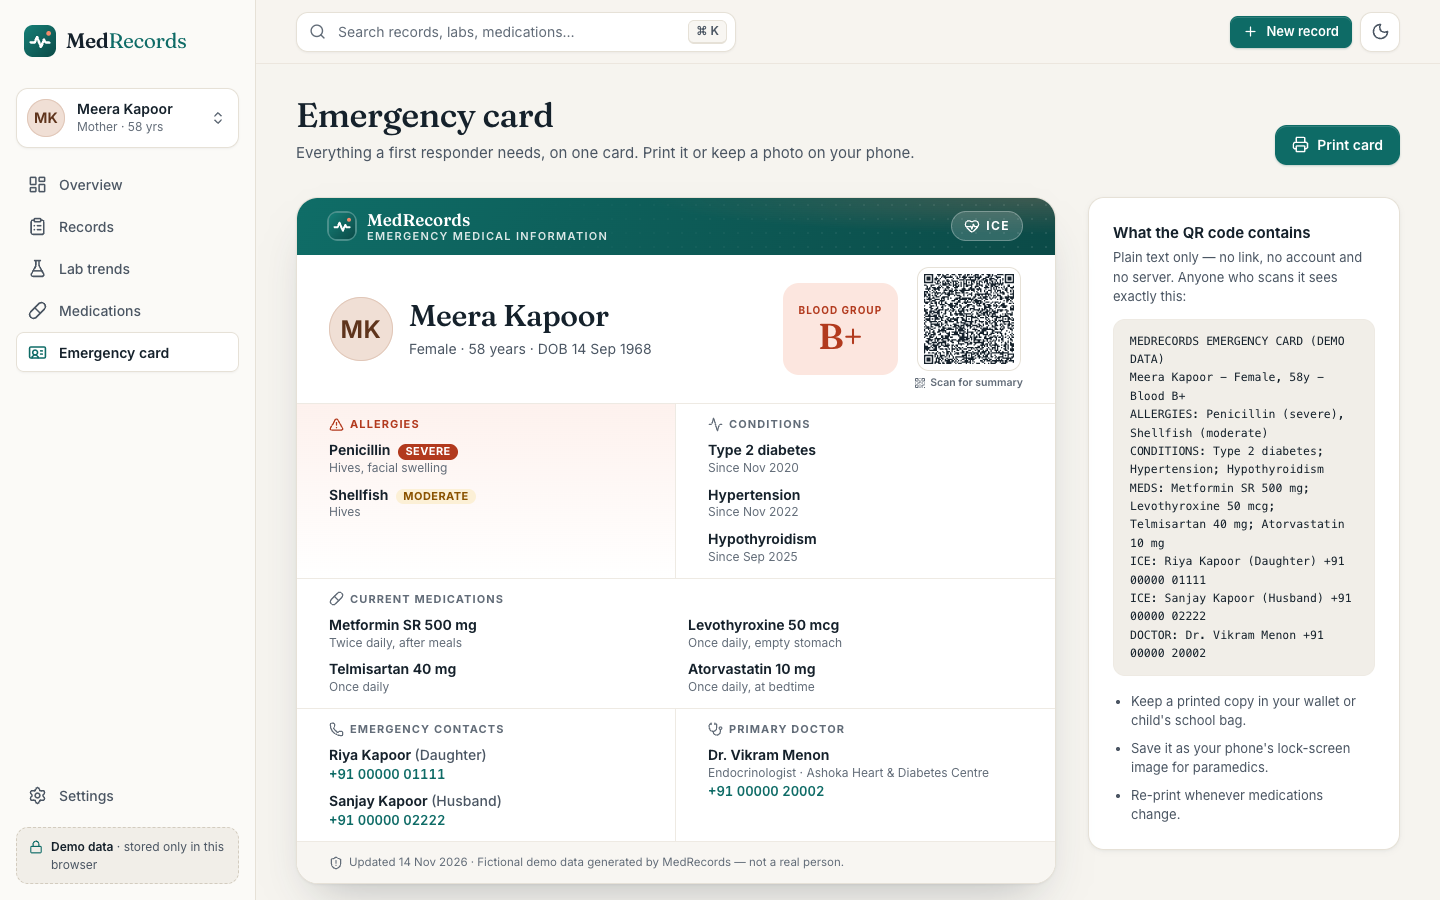 MedRecords
MK
Meera Kapoor
Mother · 58 yrs
Overview
Records
Lab trends
Medications
Emergency card
Settings
Demo data · stored only in this
browser
Search records, labs, medications...
⌘ K
New record
Emergency card
Everything a first responder needs, on one card. Print it or keep a photo on your phone.
Print card
MedRecords
EMERGENCY MEDICAL INFORMATION
ICE
MK
Meera Kapoor
Female · 58 years · DOB 14 Sep 1968
BLOOD GROUP
B+
Scan for summary
ALLERGIES
Penicillin SEVERE
Hives, facial swelling
Shellfish MODERATE
Hives
CONDITIONS
Type 2 diabetes
Since Nov 2020
Hypertension
Since Nov 2022
Hypothyroidism
Since Sep 2025
CURRENT MEDICATIONS
Metformin SR 500 mg
Twice daily, after meals
Levothyroxine 50 mcg
Once daily, empty stomach
Telmisartan 40 mg
Once daily
Atorvastatin 10 mg
Once daily, at bedtime
EMERGENCY CONTACTS
Riya Kapoor (Daughter)
+91 00000 01111
Sanjay Kapoor (Husband)
+91 00000 02222
PRIMARY DOCTOR
Dr. Vikram Menon
Endocrinologist · Ashoka Heart & Diabetes Centre
+91 00000 20002
Updated 14 Nov 2026 · Fictional demo data generated by MedRecords — not a real person.
What the QR code contains
Plain text only — no link, no account and
no server. Anyone who scans it sees
exactly this:
MEDRECORDS EMERGENCY CARD (DEMO
DATA)
Meera Kapoor – Female, 58y –
Blood B+
ALLERGIES: Penicillin (severe),
Shellfish (moderate)
CONDITIONS: Type 2 diabetes;
Hypertension; Hypothyroidism
MEDS: Metformin SR 500 mg;
Levothyroxine 50 mcg;
Telmisartan 40 mg; Atorvastatin
10 mg
ICE: Riya Kapoor (Daughter) +91
00000 01111
ICE: Sanjay Kapoor (Husband) +91
00000 02222
DOCTOR: Dr. Vikram Menon +91
00000 20002
• Keep a printed copy in your wallet or
child's school bag.
• Save it as your phone's lock-screen
image for paramedics.
• Re-print whenever medications
change.